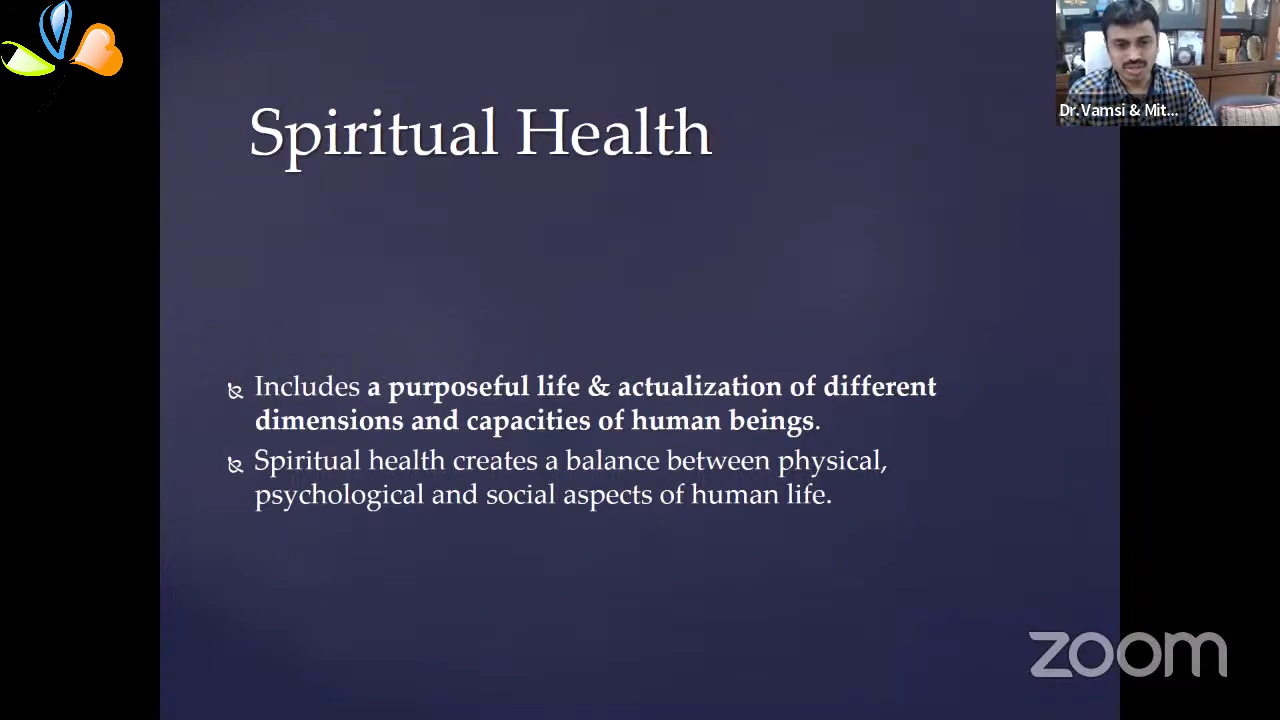 Dr.Vamsi & Mit...
Spiritual Health
Includes a purposeful life & actualization of different
dimensions and capacities of human beings.
Spiritual health creates a balance between physical,
psychological and social aspects of human life.
zoom